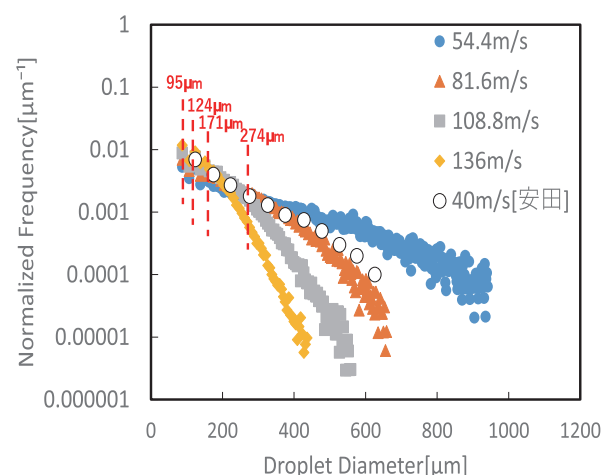 1
0.1
0.01
0.001
0.0001
0.00001
0.000001
Normalized Frequency[μm⁻¹]
95μm
124μm
171μm
274μm
54.4m/s
81.6m/s
108.8m/s
136m/s
40m/s[安田]
0
200
400
600
800
1000
1200
Droplet Diameter[μm]